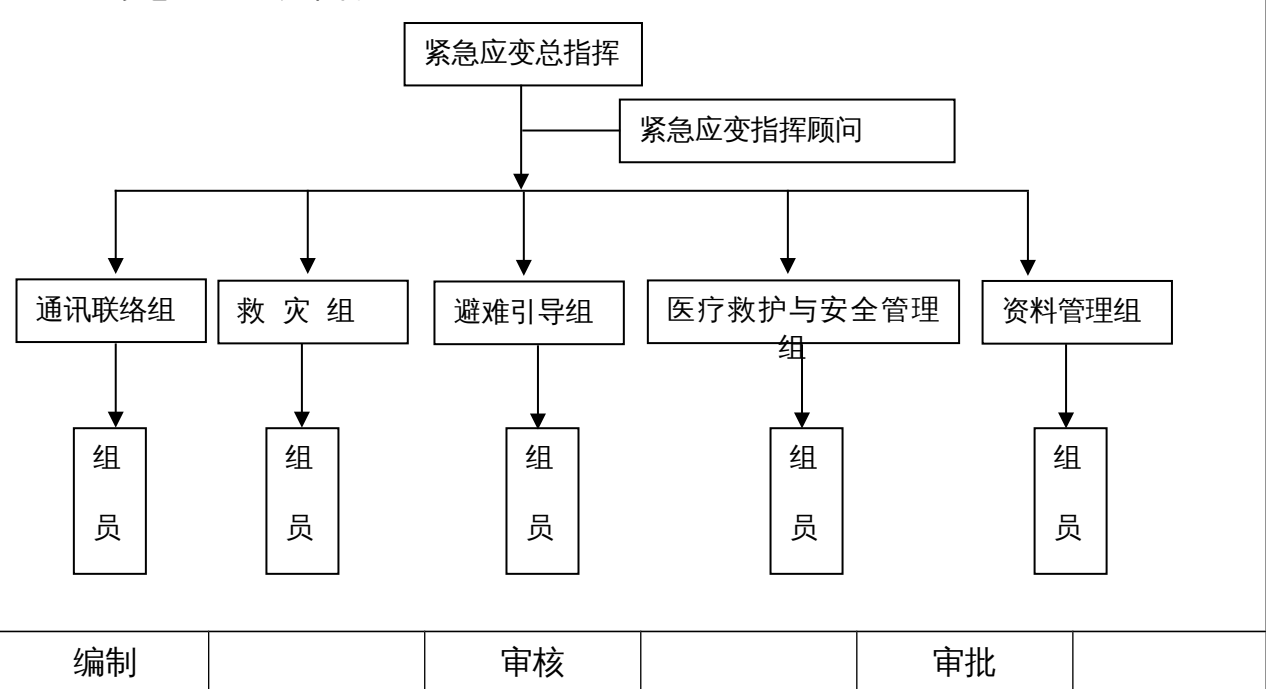 紧急应变总指挥
紧急应变指挥顾问
通讯联络组
救 灾 组
避难引导组
医疗救护与安全管理
组
资料管理组
组
员
组
员
组
员
组
员
组
员
编制
审核
审批